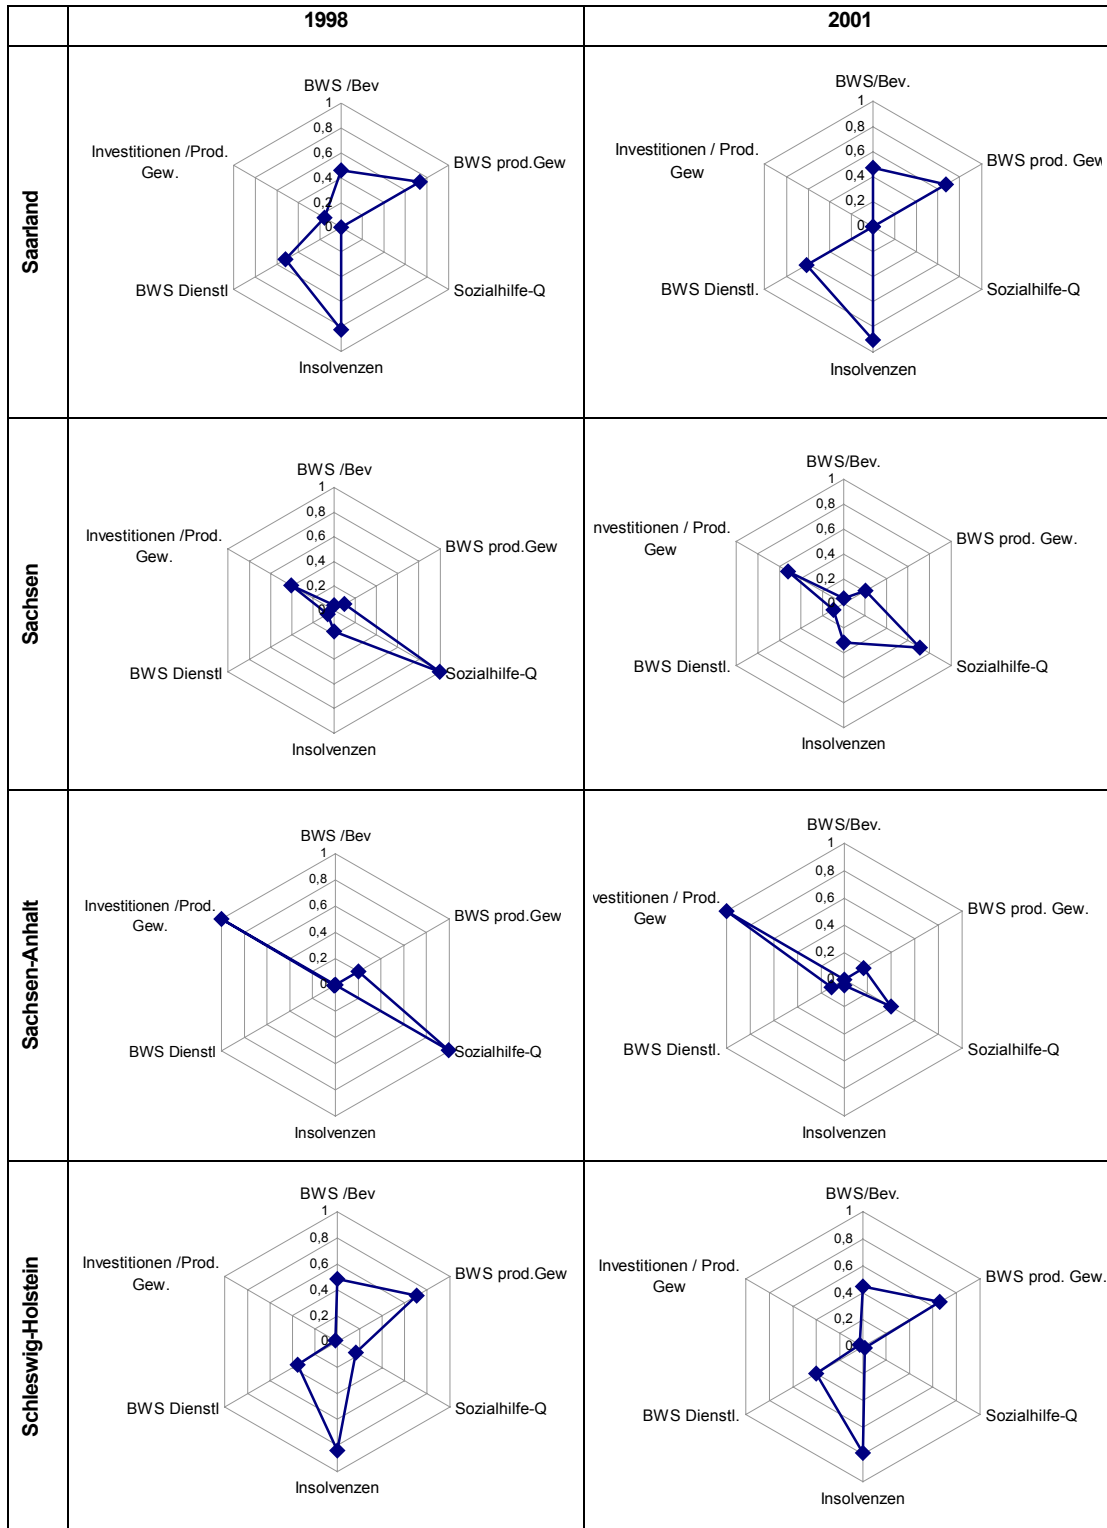 1998
2001
Saarland
BWS /Bev
1
0,8
0,6
0,4
0,2
0
Investitionen /Prod.
Gew.
BWS prod.Gew
BWS Dienstl
Sozialhilfe-Q
Insolvenzen
BWS/Bev.
1
0,8
0,6
0,4
0,2
0
Investitionen / Prod.
Gew
BWS prod. Gew
BWS Dienstl.
Sozialhilfe-Q
Insolvenzen
Sachsen
BWS /Bev
1
0,8
0,6
0,4
0,2
0
Investitionen /Prod.
Gew.
BWS prod.Gew
BWS Dienstl
Sozialhilfe-Q
Insolvenzen
BWS/Bev.
1
0,8
0,6
0,4
0,2
0
nvestitionen / Prod.
Gew
BWS prod. Gew.
BWS Dienstl.
Sozialhilfe-Q
Insolvenzen
Sachsen-Anhalt
BWS /Bev
1
0,8
0,6
0,4
0,2
0
Investitionen /Prod.
Gew.
BWS prod.Gew
BWS Dienstl
Sozialhilfe-Q
Insolvenzen
BWS/Bev.
1
0,8
0,6
0,4
0,2
0
vestitionen / Prod.
Gew
BWS prod. Gew.
BWS Dienstl.
Sozialhilfe-Q
Insolvenzen
Schleswig-Holstein
BWS /Bev
1
0,8
0,6
0,4
0,2
0
Investitionen /Prod.
Gew.
BWS prod.Gew
BWS Dienstl
Sozialhilfe-Q
Insolvenzen
BWS/Bev.
1
0,8
0,6
0,4
0,2
0
Investitionen / Prod.
Gew
BWS prod. Gew.
BWS Dienstl.
Sozialhilfe-Q
Insolvenzen